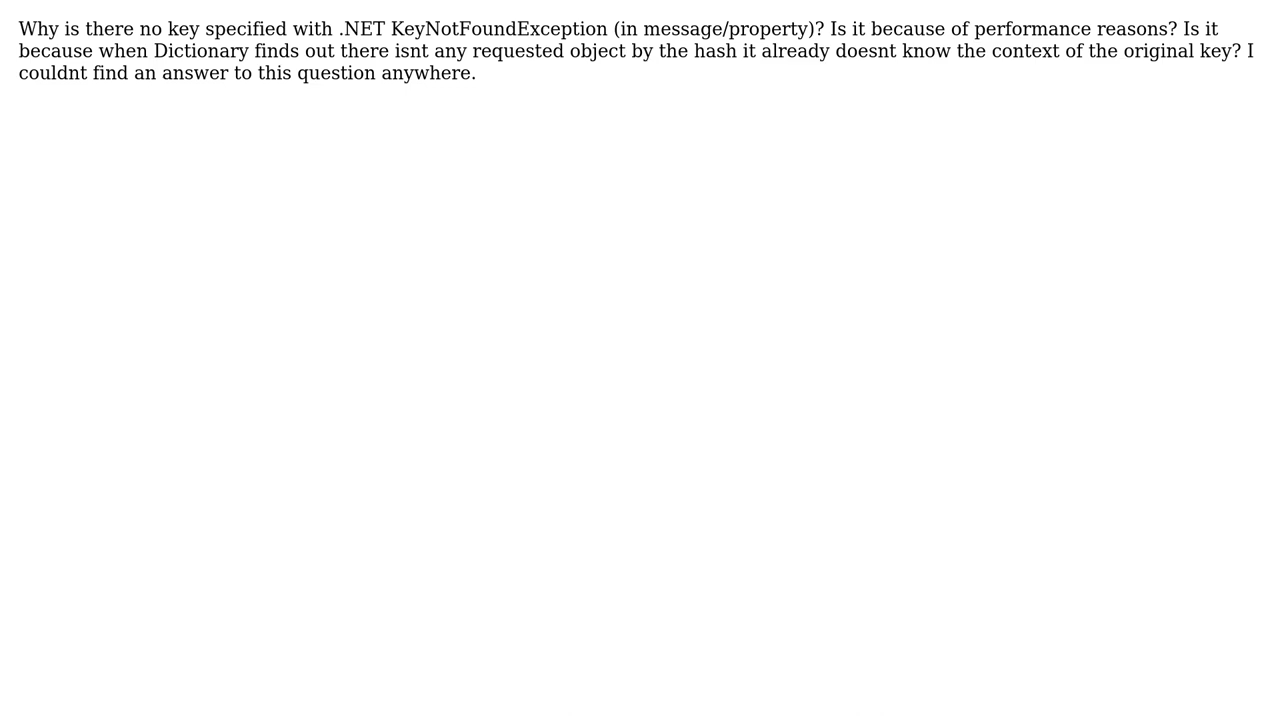 Why is there no key specified with .NET KeyNotFoundException (in message/property)? Is it because of performance reasons? Is it
because when Dictionary finds out there isnt any requested object by the hash it already doesnt know the context of the original key? I
couldnt find an answer to this question anywhere.